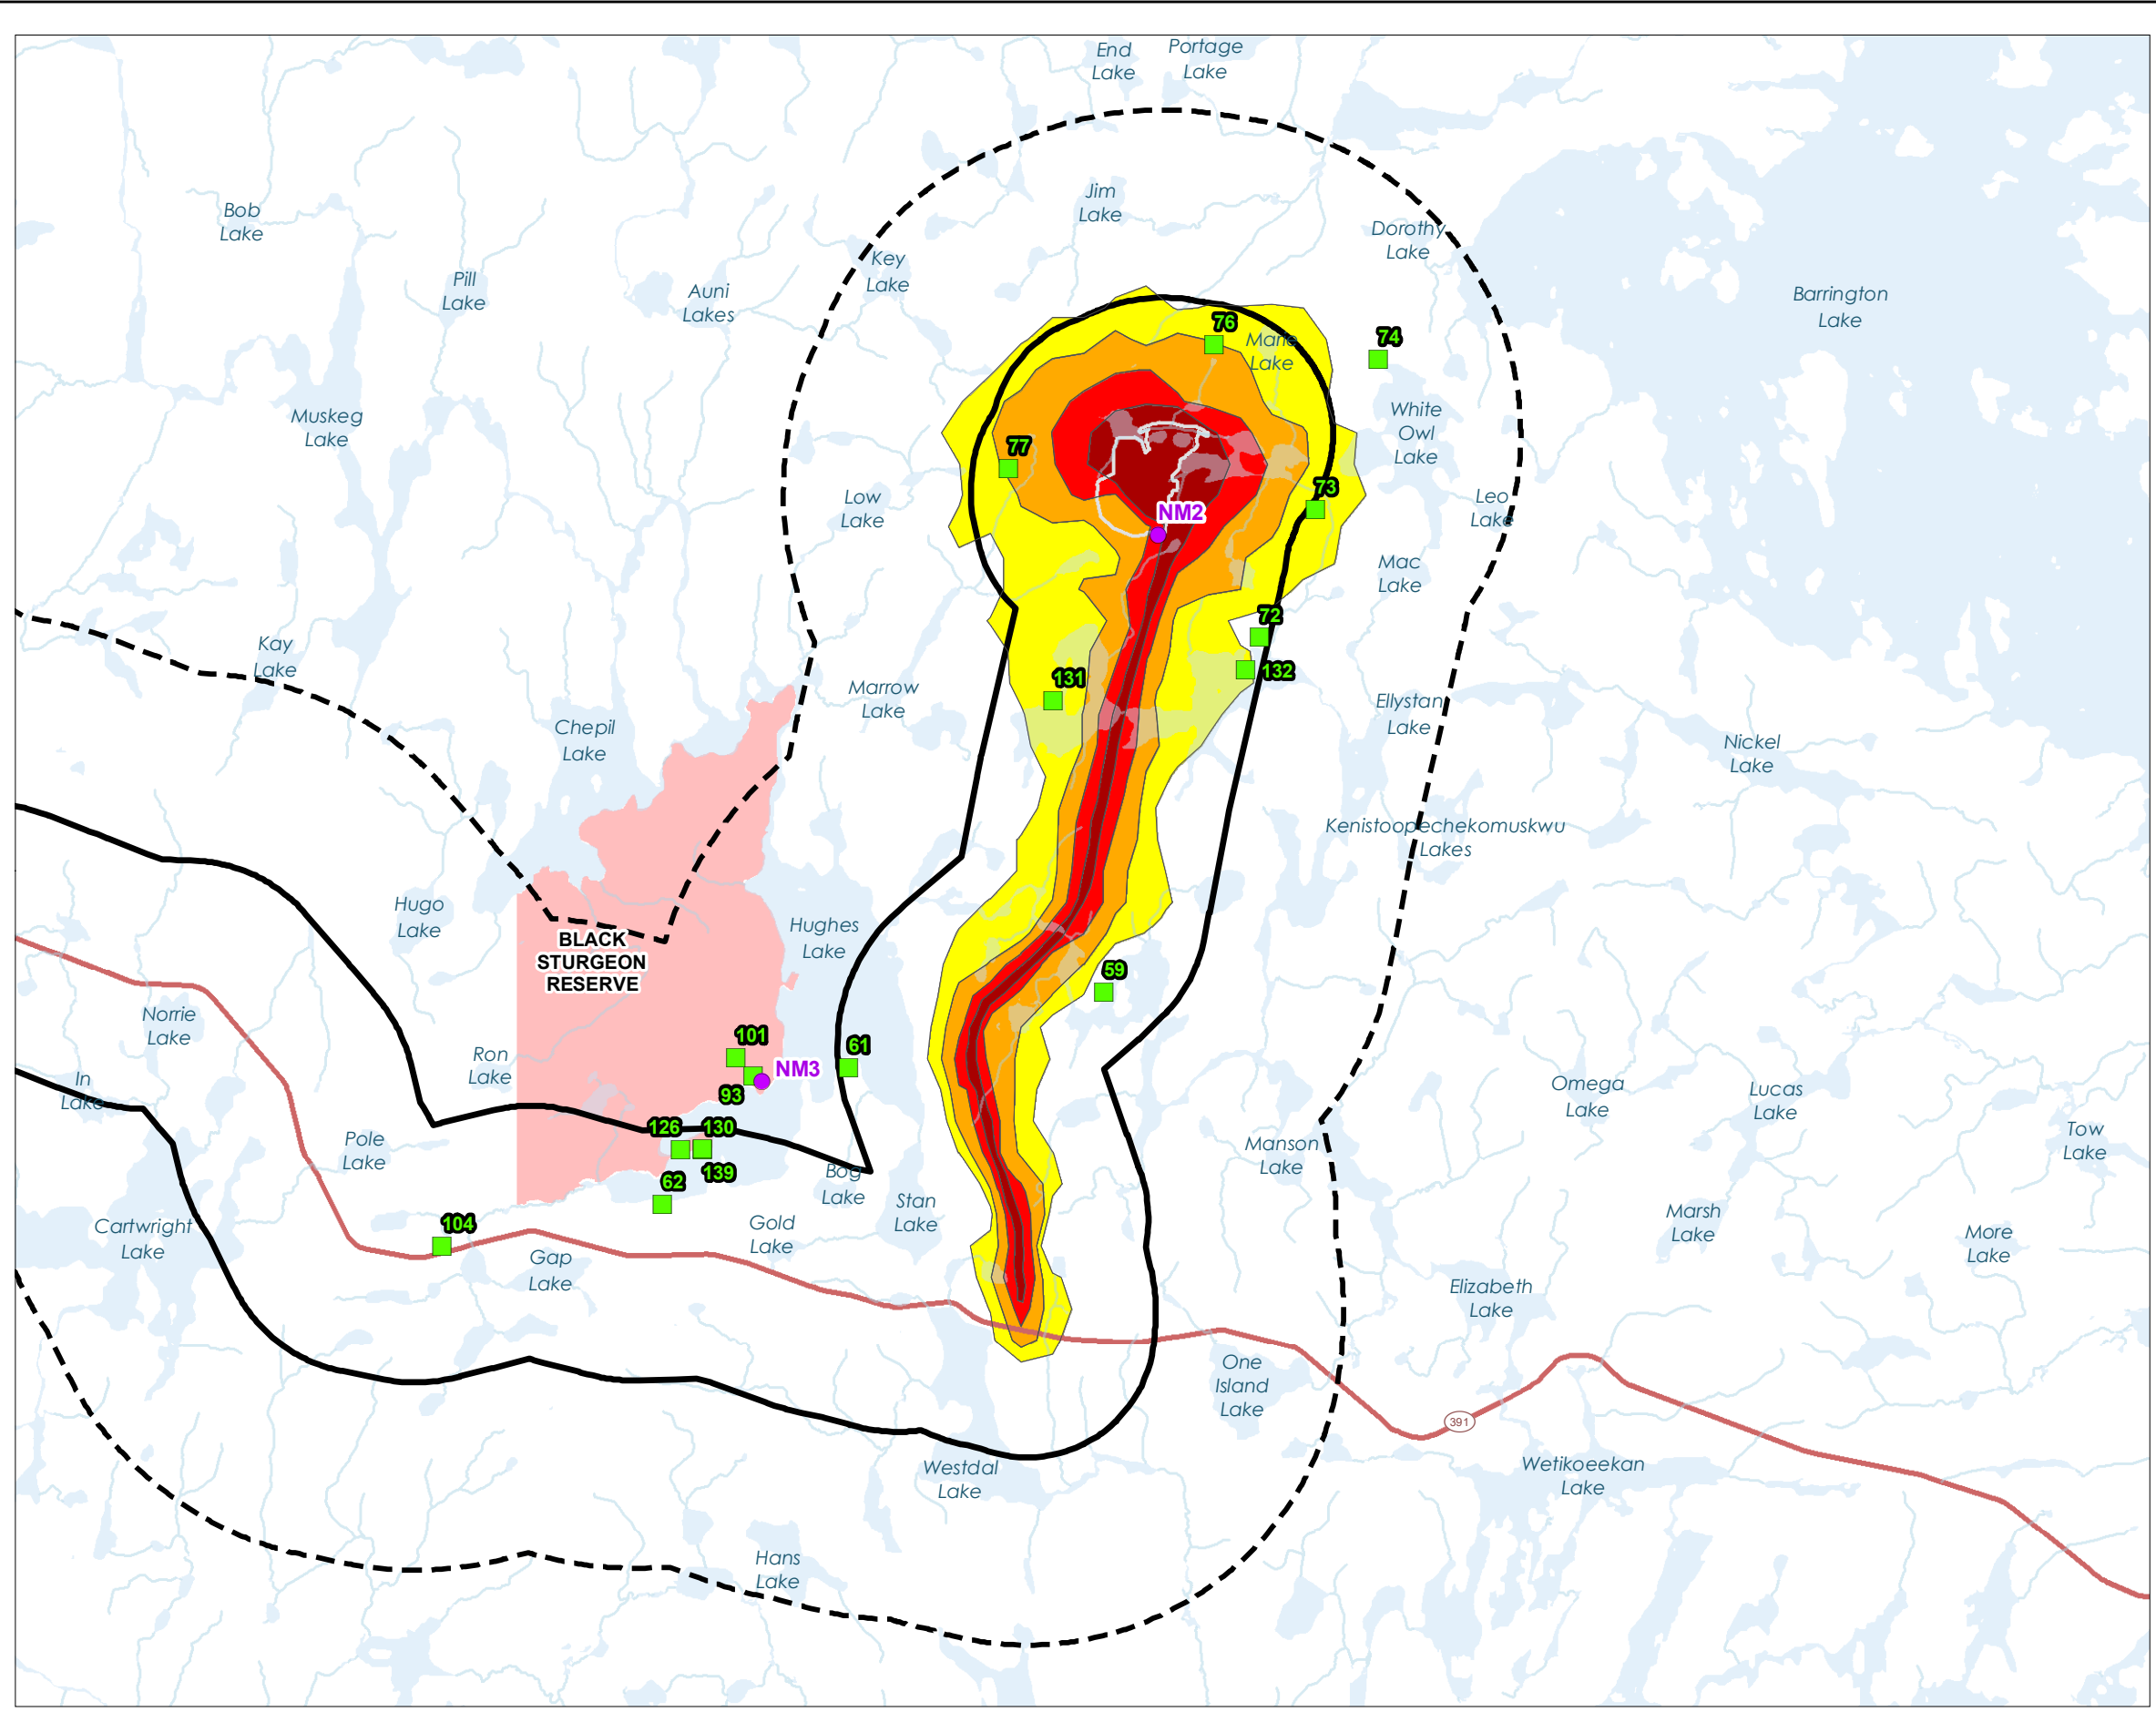 End
Lake
Portage
Lake
Bob
Lake
Jim
Lake
Dorothy
Lake
Key
Lake
Pill
Lake
Auni
Lakes
Barrington
Lake
76
Marie
Lake
74
Muskeg
Lake
White
Owl
Lake
77
73
Low
Lake
Leo
Lake
NM2
Mac
Lake
72
Kay
Lake
132
131
Marrow
Lake
Ellystan
Lake
Chepil
Lake
Nickel
Lake
Kenistoopechekomuskwu
Lakes
Hugo
Lake
Hughes
Lake
BLACK
STURGEON
RESERVE
59
Norrie
Lake
101
61
Ron
Lake
NM3
In
Lake
93
Omega
Lake
Lucas
Lake
126
130
Pole
Lake
Manson
Lake
Tow
Lake
139
62
Bog
Lake
Stan
Lake
Cartwright
Lake
104
Gold
Lake
Marsh
Lake
More
Lake
Gap
Lake
Elizabeth
Lake
One
Island
Lake
391
Westdal
Lake
Wetikoeekan
Lake
Hans
Lake